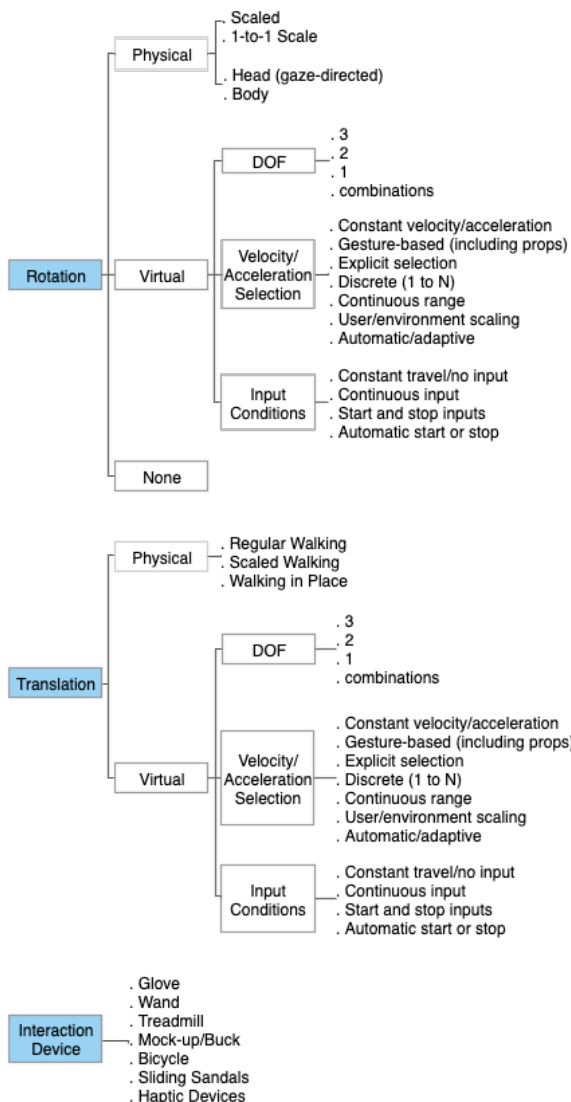 . Scaled
. 1-to-1 Scale
Physical
. Head (gaze-directed)
. Body
. 3
. 2
DOF
. 1
. combinations
. Constant velocity/acceleration
. Gesture-based (including props)
Velocity/
. Explicit selection
Rotation
Virtual
Acceleration
. Discrete (1 to N)
Selection
. Continuous range
. User/environment scaling
. Automatic/adaptive
. Constant travel/no input
Input
. Continuous input
Conditions
. Start and stop inputs
. Automatic start or stop
None
. Regular Walking
Physical
. Scaled Walking
. Walking in Place
. 3
. 2
DOF
. 1
. combinations
Translation
. Constant velocity/acceleration
. Gesture-based (including props)
Velocity/
. Explicit selection
Virtual
Acceleration
. Discrete (1 to N)
Selection
. Continuous range
. User/environment scaling
. Automatic/adaptive
. Constant travel/no input
Input
. Continuous input
Conditions
. Start and stop inputs
. Automatic start or stop
. Glove
. Wand
Interaction
. Treadmill
Device
. Mock-up/Buck
. Bicycle
. Sliding Sandals
. Haptic Devices